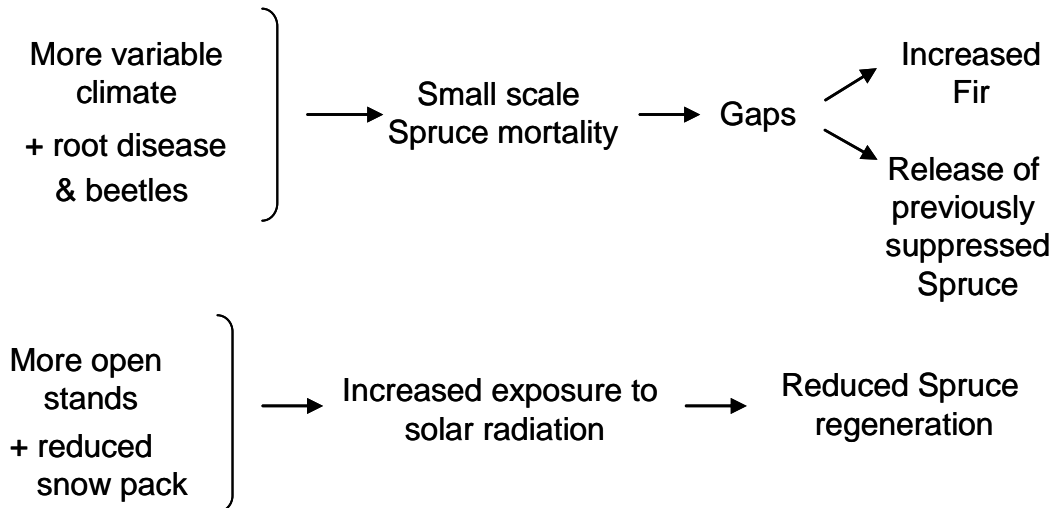 More variable
climate
+ root disease
& beetles
Small scale
Spruce mortality
Gaps
Increased
Fir
Release of
previously
suppressed
Spruce
More open
stands
+ reduced
snow pack
Increased exposure to
solar radiation
Reduced Spruce
regeneration